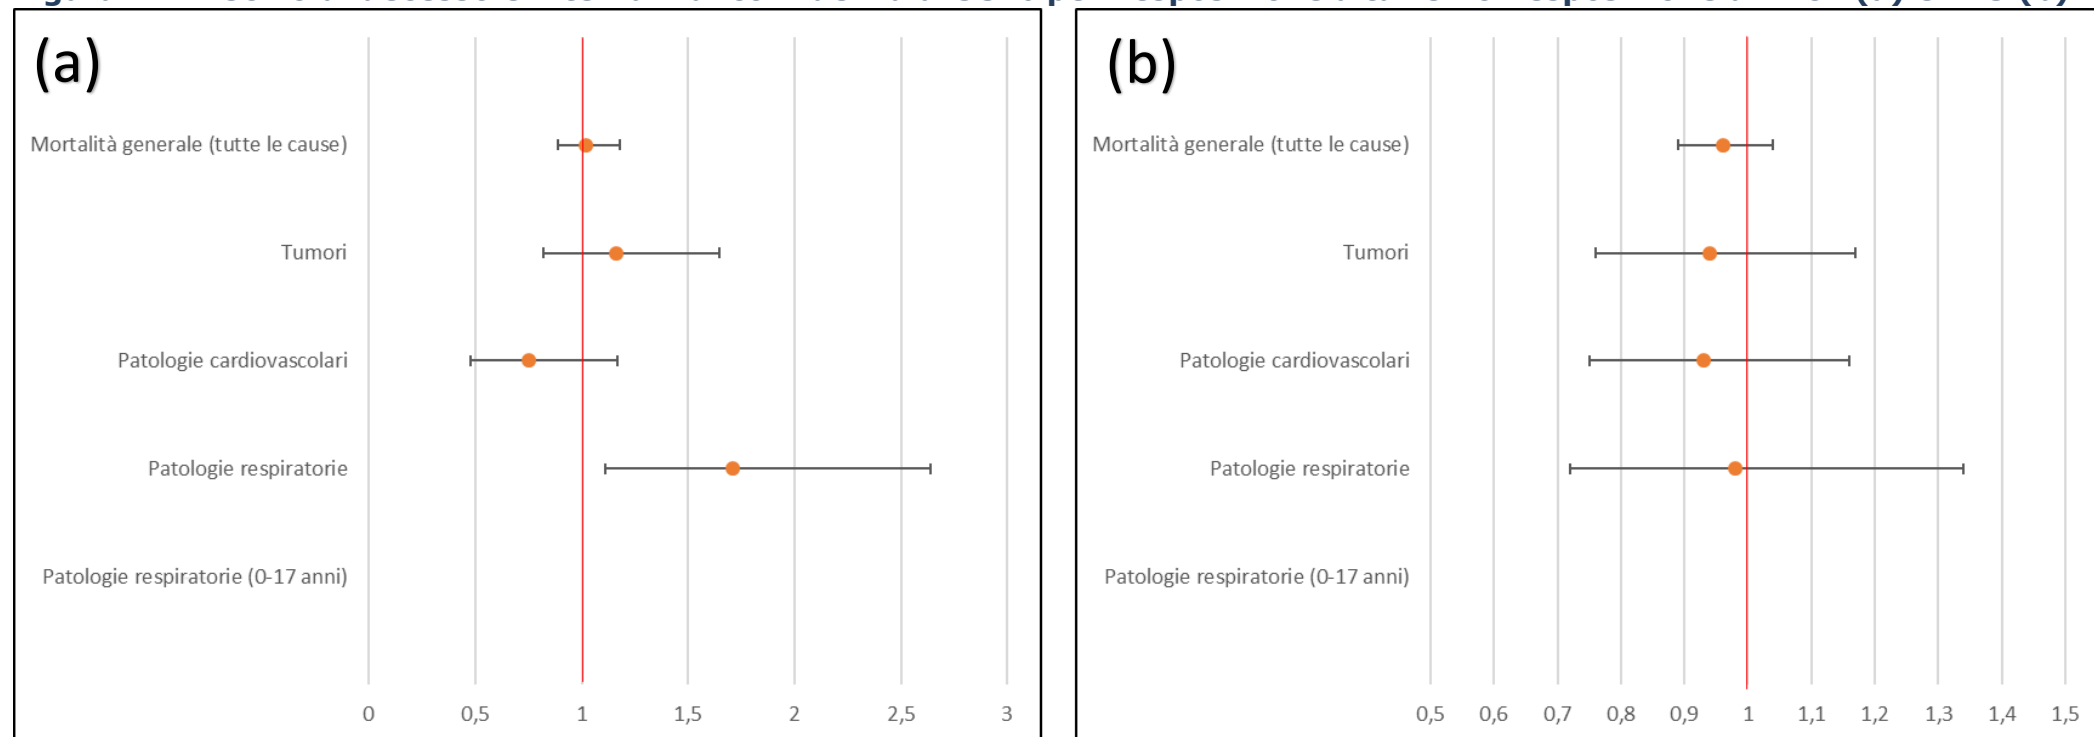 (a)
Mortalità generale (tutte le cause)
Tumori
Patologie cardiovascolari
Patologie respiratorie
Patologie respiratorie (0-17 anni)
0 0,5 1 1,5 2 2,5 3
(b)
Mortalità generale (tutte le cause)
Tumori
Patologie cardiovascolari
Patologie respiratorie
Patologie respiratorie (0-17 anni)
0,5 0,6 0,7 0,8 0,9 1 1,1 1,2 1,3 1,4 1,5